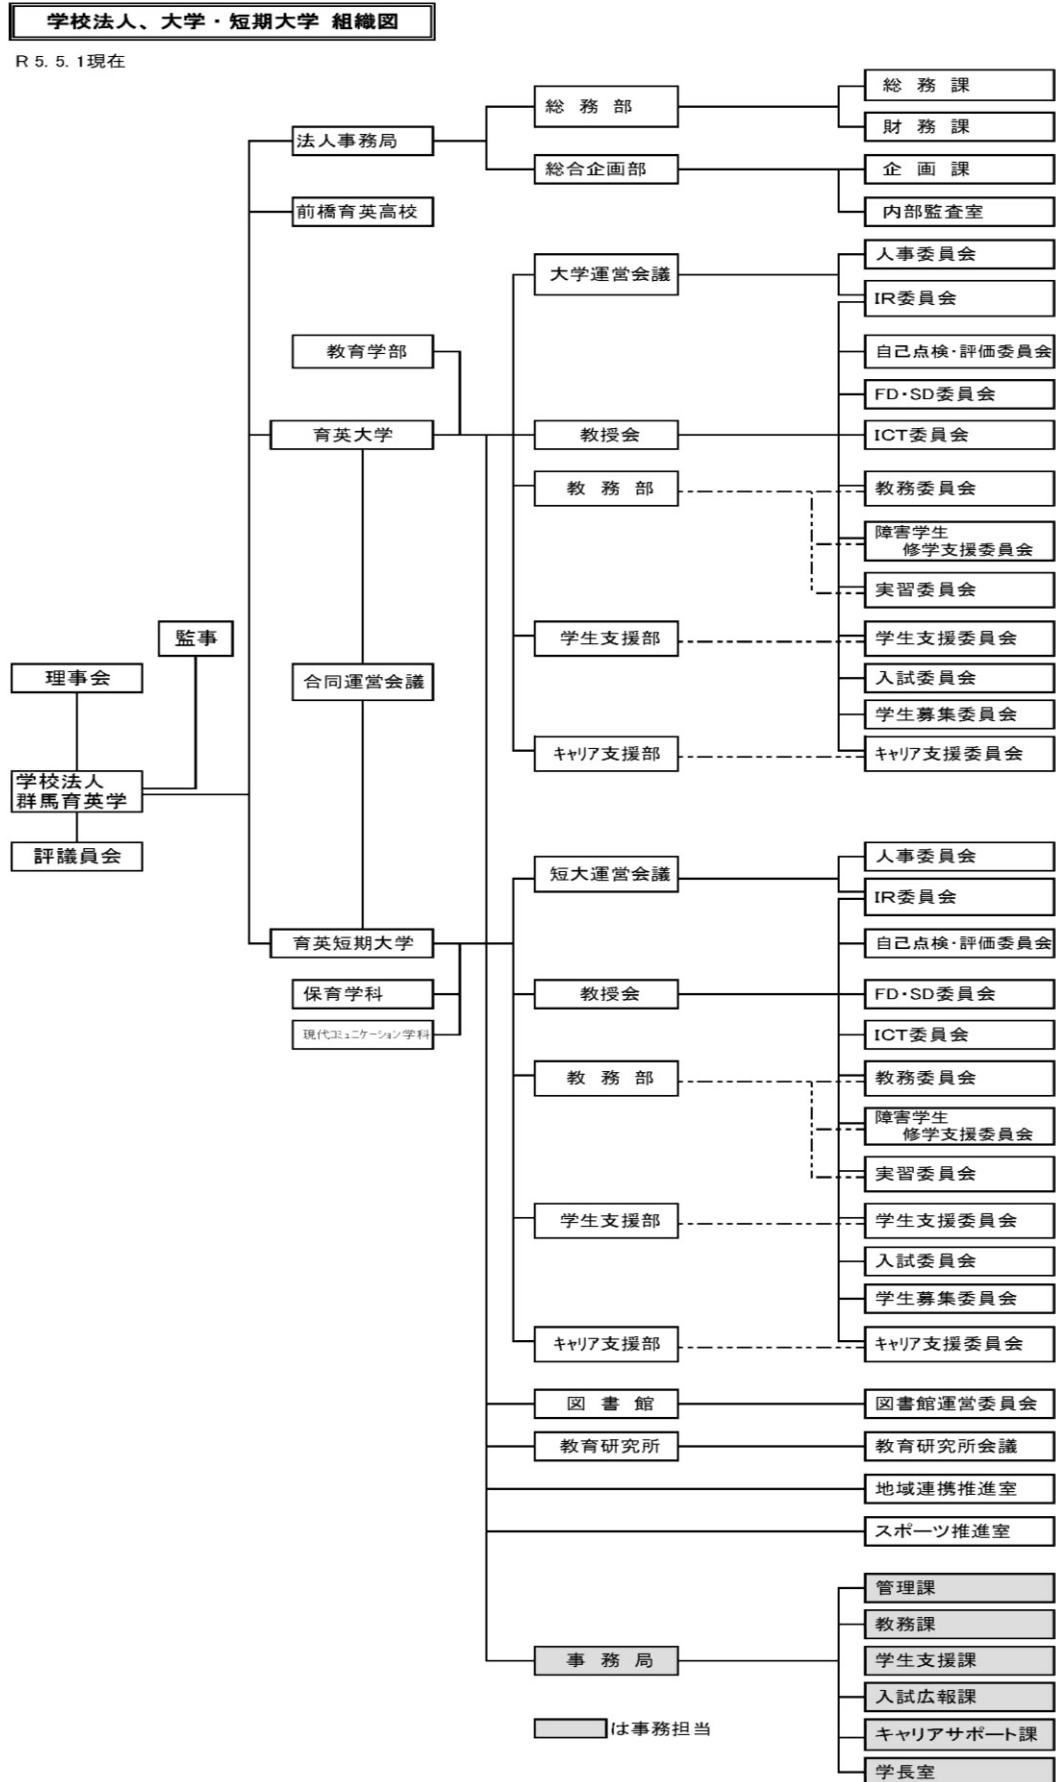 学校法人、大学・短期大学 組織図
R 5. 5. 1現在
総 務 課
総 務 部
財 務 課
法人事務局
総合企画部
企 画 課
前橋育英高校
内部監査室
人事委員会
大学運営会議
IR委員会
教育学部
自己点検・評価委員会
FD・SD委員会
育英大学
教授会
ICT委員会
教 務 部
教務委員会
障害学生
修学支援委員会
実習委員会
監事
学生支援部
学生支援委員会
理事会
合同運営会議
入試委員会
学生募集委員会
キャリア支援部
キャリア支援委員会
学校法人
群馬育英学
評議員会
人事委員会
短大運営会議
IR委員会
育英短期大学
自己点検・評価委員会
保育学科
教授会
FD・SD委員会
現代コミュニケーション学科
ICT委員会
教 務 部
教務委員会
障害学生
修学支援委員会
実習委員会
学生支援部
学生支援委員会
入試委員会
学生募集委員会
キャリア支援部
キャリア支援委員会
図 書 館
図書館運営委員会
教育研究所
教育研究所会議
地域連携推進室
スポーツ推進室
管理課
教務課
事 務 局
学生支援課
入試広報課
は事務担当
キャリアサポート課
学長室